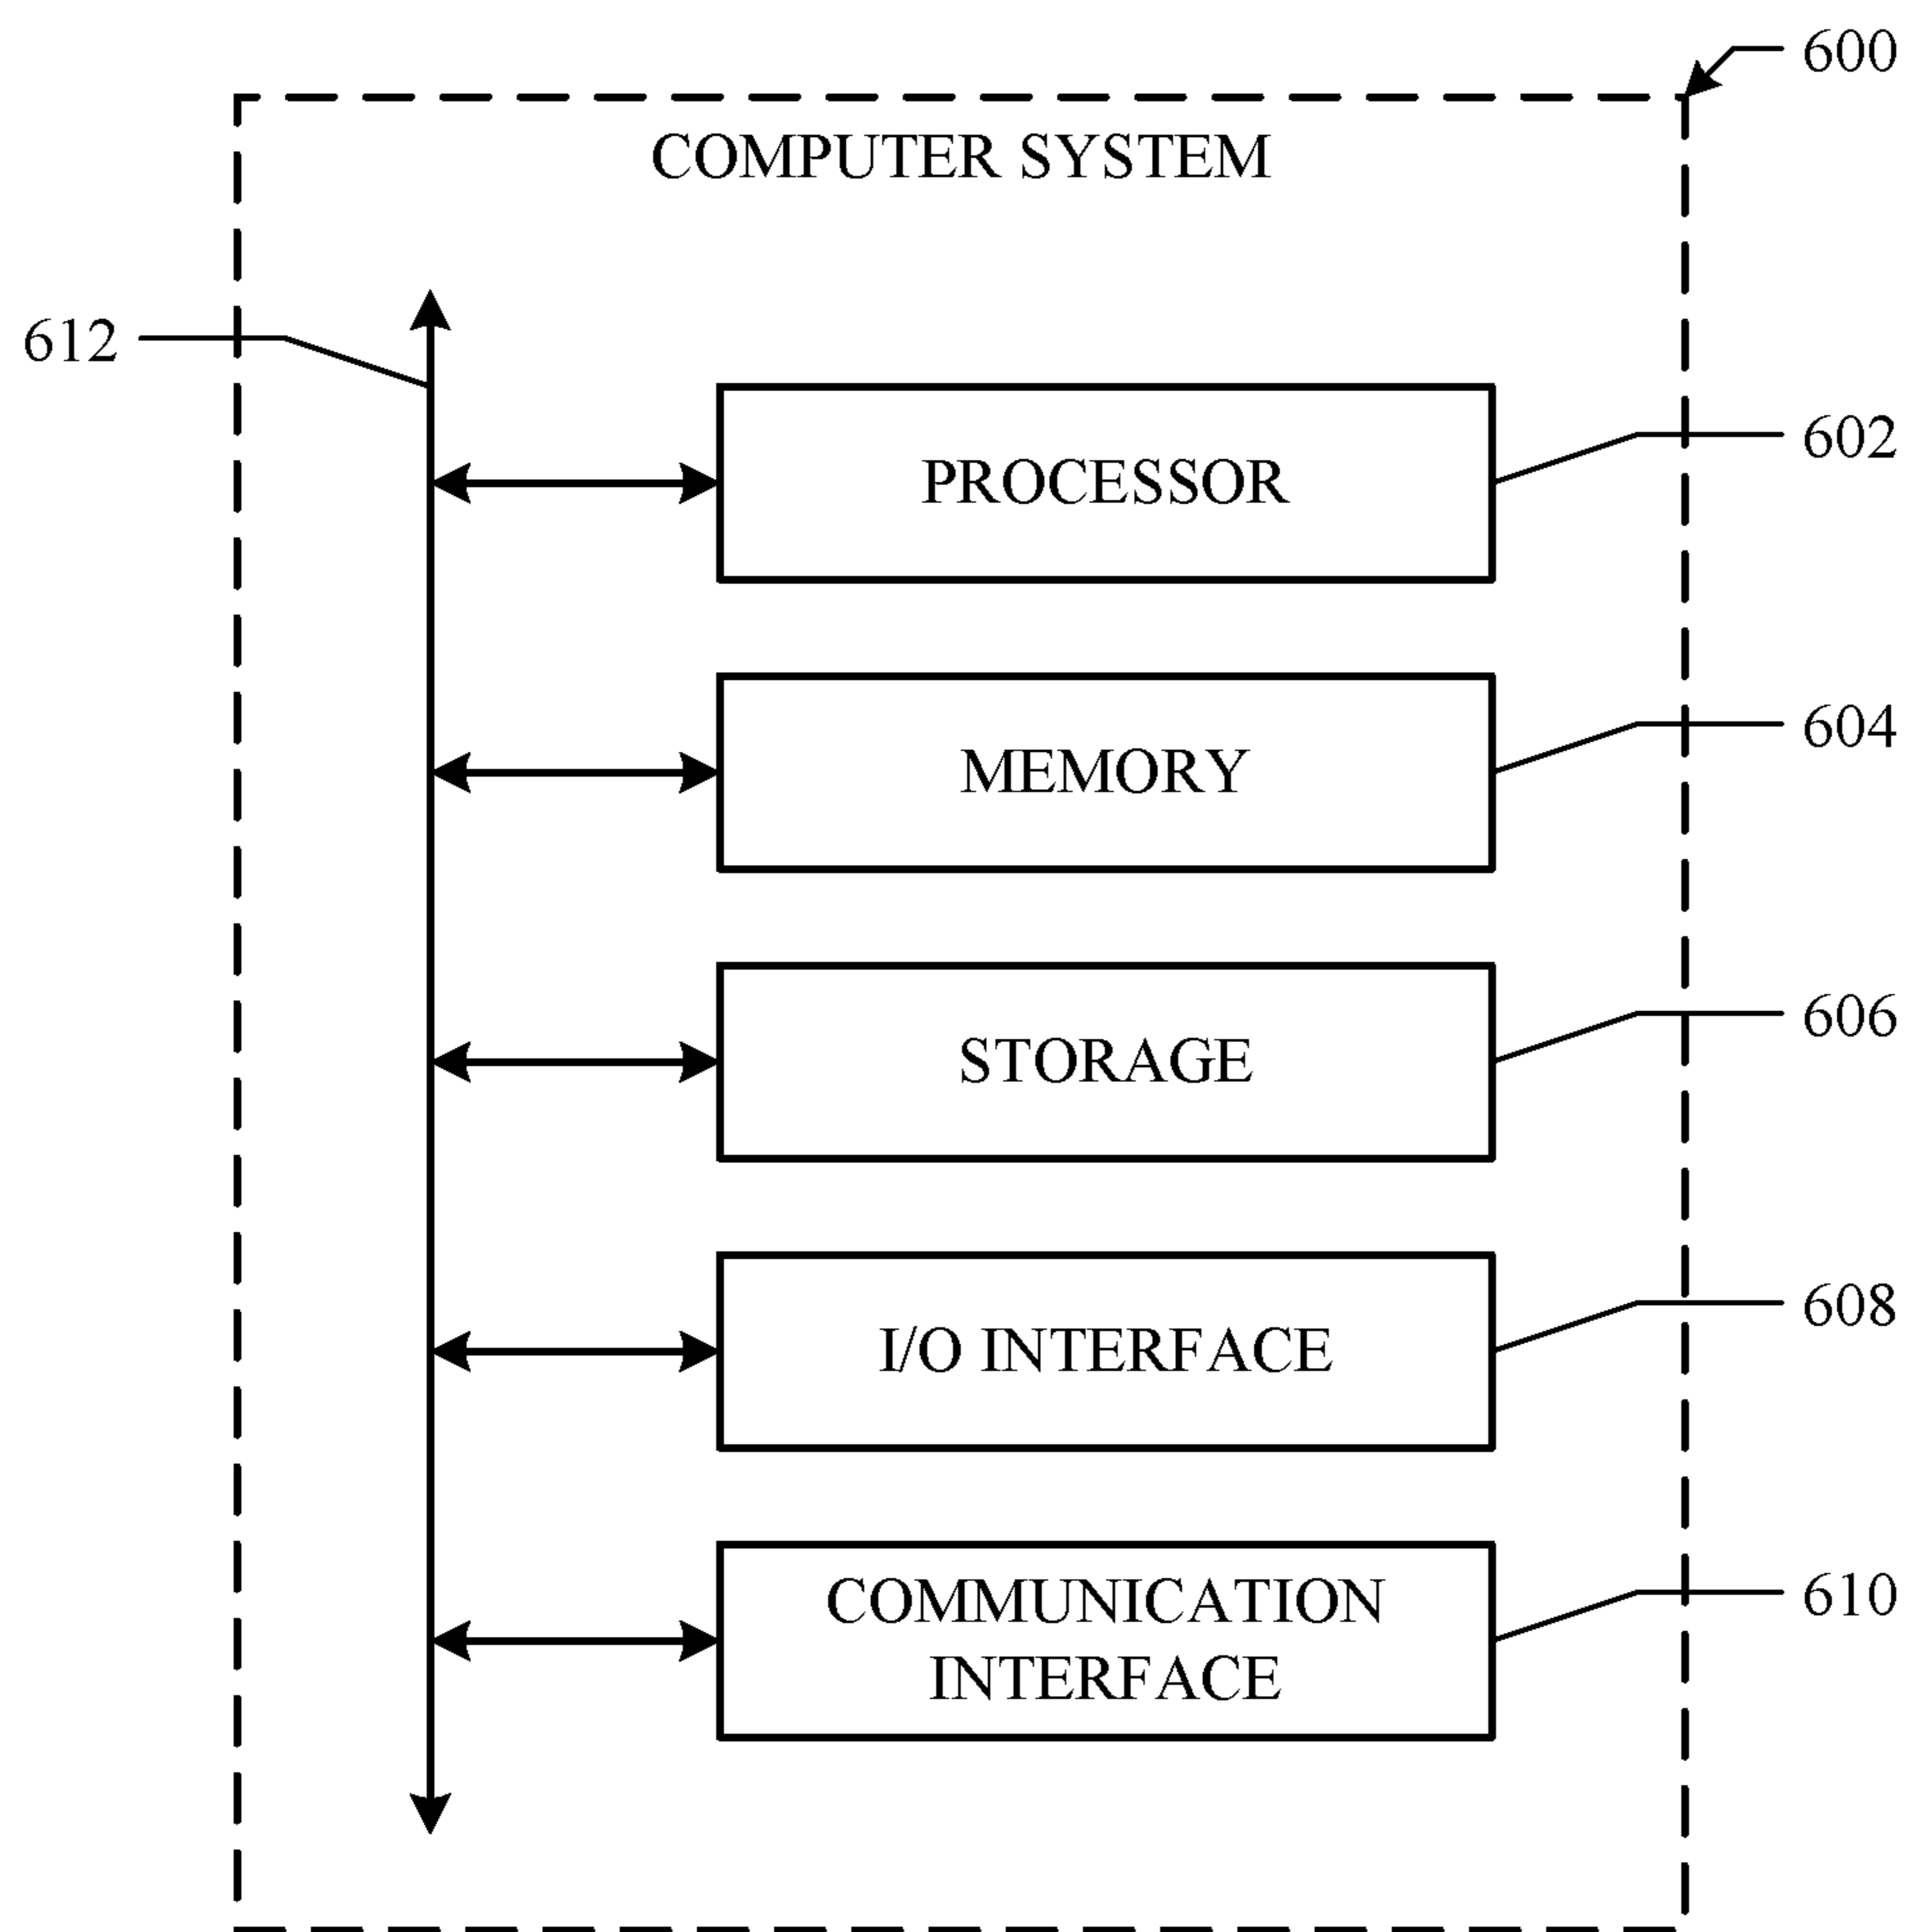 600
COMPUTER SYSTEM
612
PROCESSOR
602
MEMORY
604
STORAGE
606
I/O INTERFACE
608
COMMUNICATION
INTERFACE
610